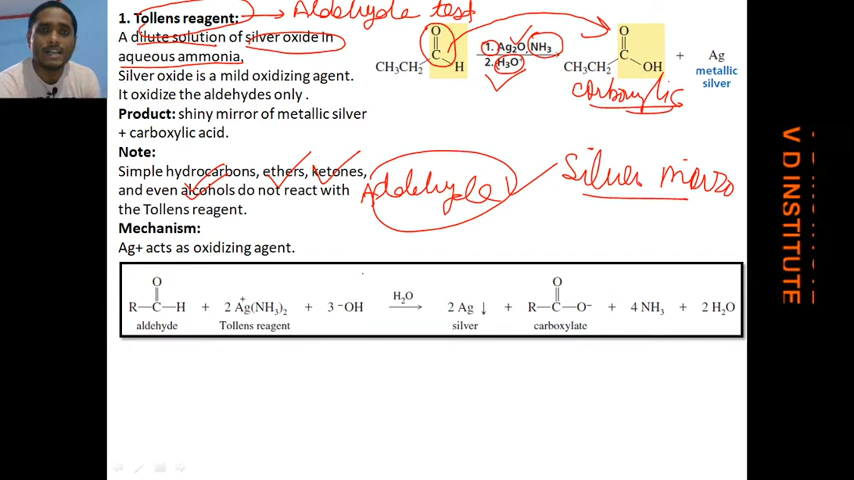 1. Tollens reagent:
Aldehyde test
A dilute solution of silver oxide in
aqueous ammonia,
Silver oxide is a mild oxidizing agent.
It oxidize the aldehydes only .
Product: shiny mirror of metallic silver
+ carboxylic acid.
Note:
Simple hydrocarbons, ethers, ketones,
and even alcohols do not react with
the Tollens reagent.
Mechanism:
Ag+ acts as oxidizing agent.
O
CH₃CH₂ C H
1. Ag₂O, NH₃
2. H₃O⁺
O
CH₃CH₂ C OH
+ Ag
metallic
silver
carboxylic
Aldehyde
Silver mirro
O O
R—C—H + 2 Ag⁺(NH₃)₂ + 3 ⁻OH H₂O 2 Ag ↓ + R—C—O⁻ + 4 NH₃ + 2 H₂O
aldehyde Tollens reagent silver carboxylate
V D INSTITUTE